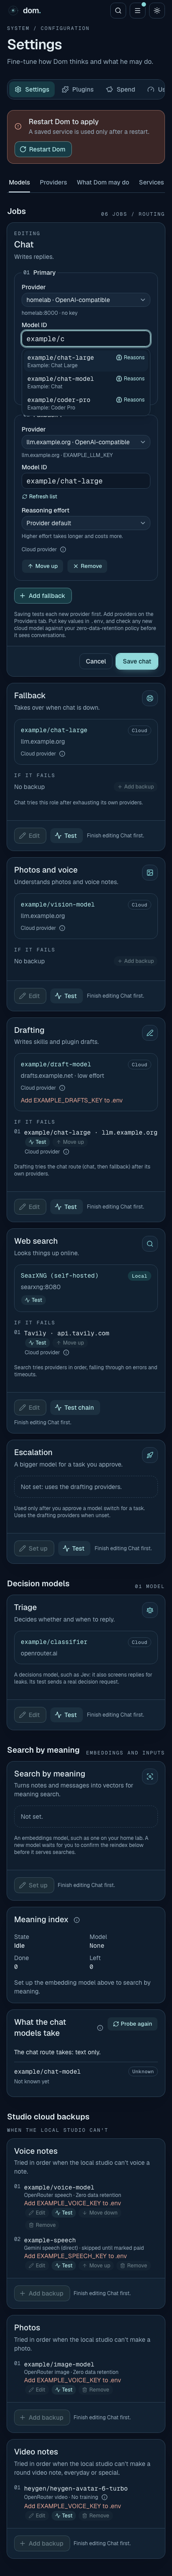 dom.
SYSTEM / CONFIGURATION
Settings
Fine-tune how Dom thinks and what he may do.
Settings
Plugins
Spend
Restart Dom to apply
A saved service is used only after a restart.
Restart Dom
Models
Providers
What Dom may do
Services
Jobs
06 JOBS / ROUTING
EDITING
Chat
Writes replies.
01 Primary
Provider
homelab · OpenAI-compatible
homelab:8000 · no key
Model ID
example/c
example/chat-large
Reasons
Example: Chat Large
example/chat-model
Reasons
Example: Chat Model
example/coder-pro
Reasons
Example: Coder Pro
Provider
llm.example.org · OpenAI-compatible
llm.example.org · EXAMPLE_LLM_KEY
Model ID
example/chat-large
Refresh list
Reasoning effort
Provider default
Higher effort takes longer and costs more.
Cloud provider
Move up
Remove
Add fallback
Saving tests each new provider first. Add providers on the
Providers tab. Put key values in .env, and check any new
cloud model against your zero-data-retention policy before
it sees conversations.
Cancel
Save chat
Fallback
Takes over when chat is down.
example/chat-large
Cloud
llm.example.org
Cloud provider
IF IT FAILS
No backup
Add backup
Chat tries this role after exhausting its own providers.
Edit
Test
Finish editing Chat first.
Photos and voice
Understands photos and voice notes.
example/vision-model
Cloud
llm.example.org
Cloud provider
IF IT FAILS
No backup
Add backup
Edit
Test
Finish editing Chat first.
Drafting
Writes skills and plugin drafts.
example/draft-model
Cloud
drafts.example.net · low effort
Cloud provider
Add EXAMPLE_DRAFTS_KEY to .env
IF IT FAILS
01 example/chat-large · llm.example.org
Test
Move up
Cloud provider
Drafting tries the chat route (chat, then fallback) after its
own providers.
Edit
Test
Finish editing Chat first.
Web search
Looks things up online.
SearXNG (self-hosted)
Local
searxng:8080
Test
IF IT FAILS
01 Tavily · api.tavily.com
Test
Move up
Cloud provider
Search tries providers in order, falling through on errors and
timeouts.
Edit
Test chain
Finish editing Chat first.
Escalation
A bigger model for a task you approve.
Not set: uses the drafting providers.
Used only after you approve a model switch for a task.
Uses the drafting providers when unset.
Set up
Test
Finish editing Chat first.
Decision models
01 MODEL
Triage
Decides whether and when to reply.
example/classifier
Cloud
openrouter.ai
A decisions model, such as Jev: it also screens replies for
leaks. Its test sends a real decision request.
Edit
Test
Finish editing Chat first.
Search by meaning
EMBEDDINGS AND INPUTS
Search by meaning
Turns notes and messages into vectors for
meaning search.
Not set.
An embedding model, such as one on your home lab. A
new model waits for you to confirm the reindex below
before it serves searches.
Set up
Finish editing Chat first.
Meaning index
State
Model
Idle
None
Done
Left
0
0
Set up the embedding model above to search by
meaning.
What the chat
models take
Probe again
The chat route takes: text only.
example/chat-model
Unknown
Not known yet
Studio cloud backups
WHEN THE LOCAL STUDIO CAN'T
Voice notes
Tried in order when the local studio can't voice a
note.
01 example/voice-model
OpenRouter speech · Zero data retention
Add EXAMPLE_VOICE_KEY to .env
Edit
Test
Move down
Remove
02 example-speech
Gemini speech (direct) · skipped until marked paid
Add EXAMPLE_SPEECH_KEY to .env
Edit
Test
Move up
Remove
Add backup
Finish editing Chat first.
Photos
Tried in order when the local studio can't make a
photo.
01 example/image-model
OpenRouter image · Zero data retention
Add EXAMPLE_VOICE_KEY to .env
Edit
Test
Remove
Add backup
Finish editing Chat first.
Video notes
Tried in order when the local studio can't make a
round video note, everyday or special.
01 heygen/heygen-avatar-6-turbo
OpenRouter video · No training
Add EXAMPLE_VOICE_KEY to .env
Edit
Test
Remove
Add backup
Finish editing Chat first.